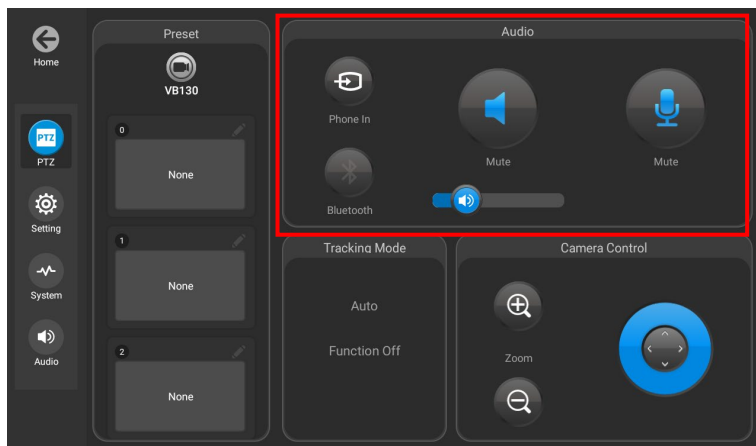 Home
PTZ
PTZ
Setting
System
Audio
Preset
VB130
0
None
1
None
2
None
Audio
Phone In
Bluetooth
Mute
Mute
Tracking Mode
Auto
Function Off
Camera Control
Zoom